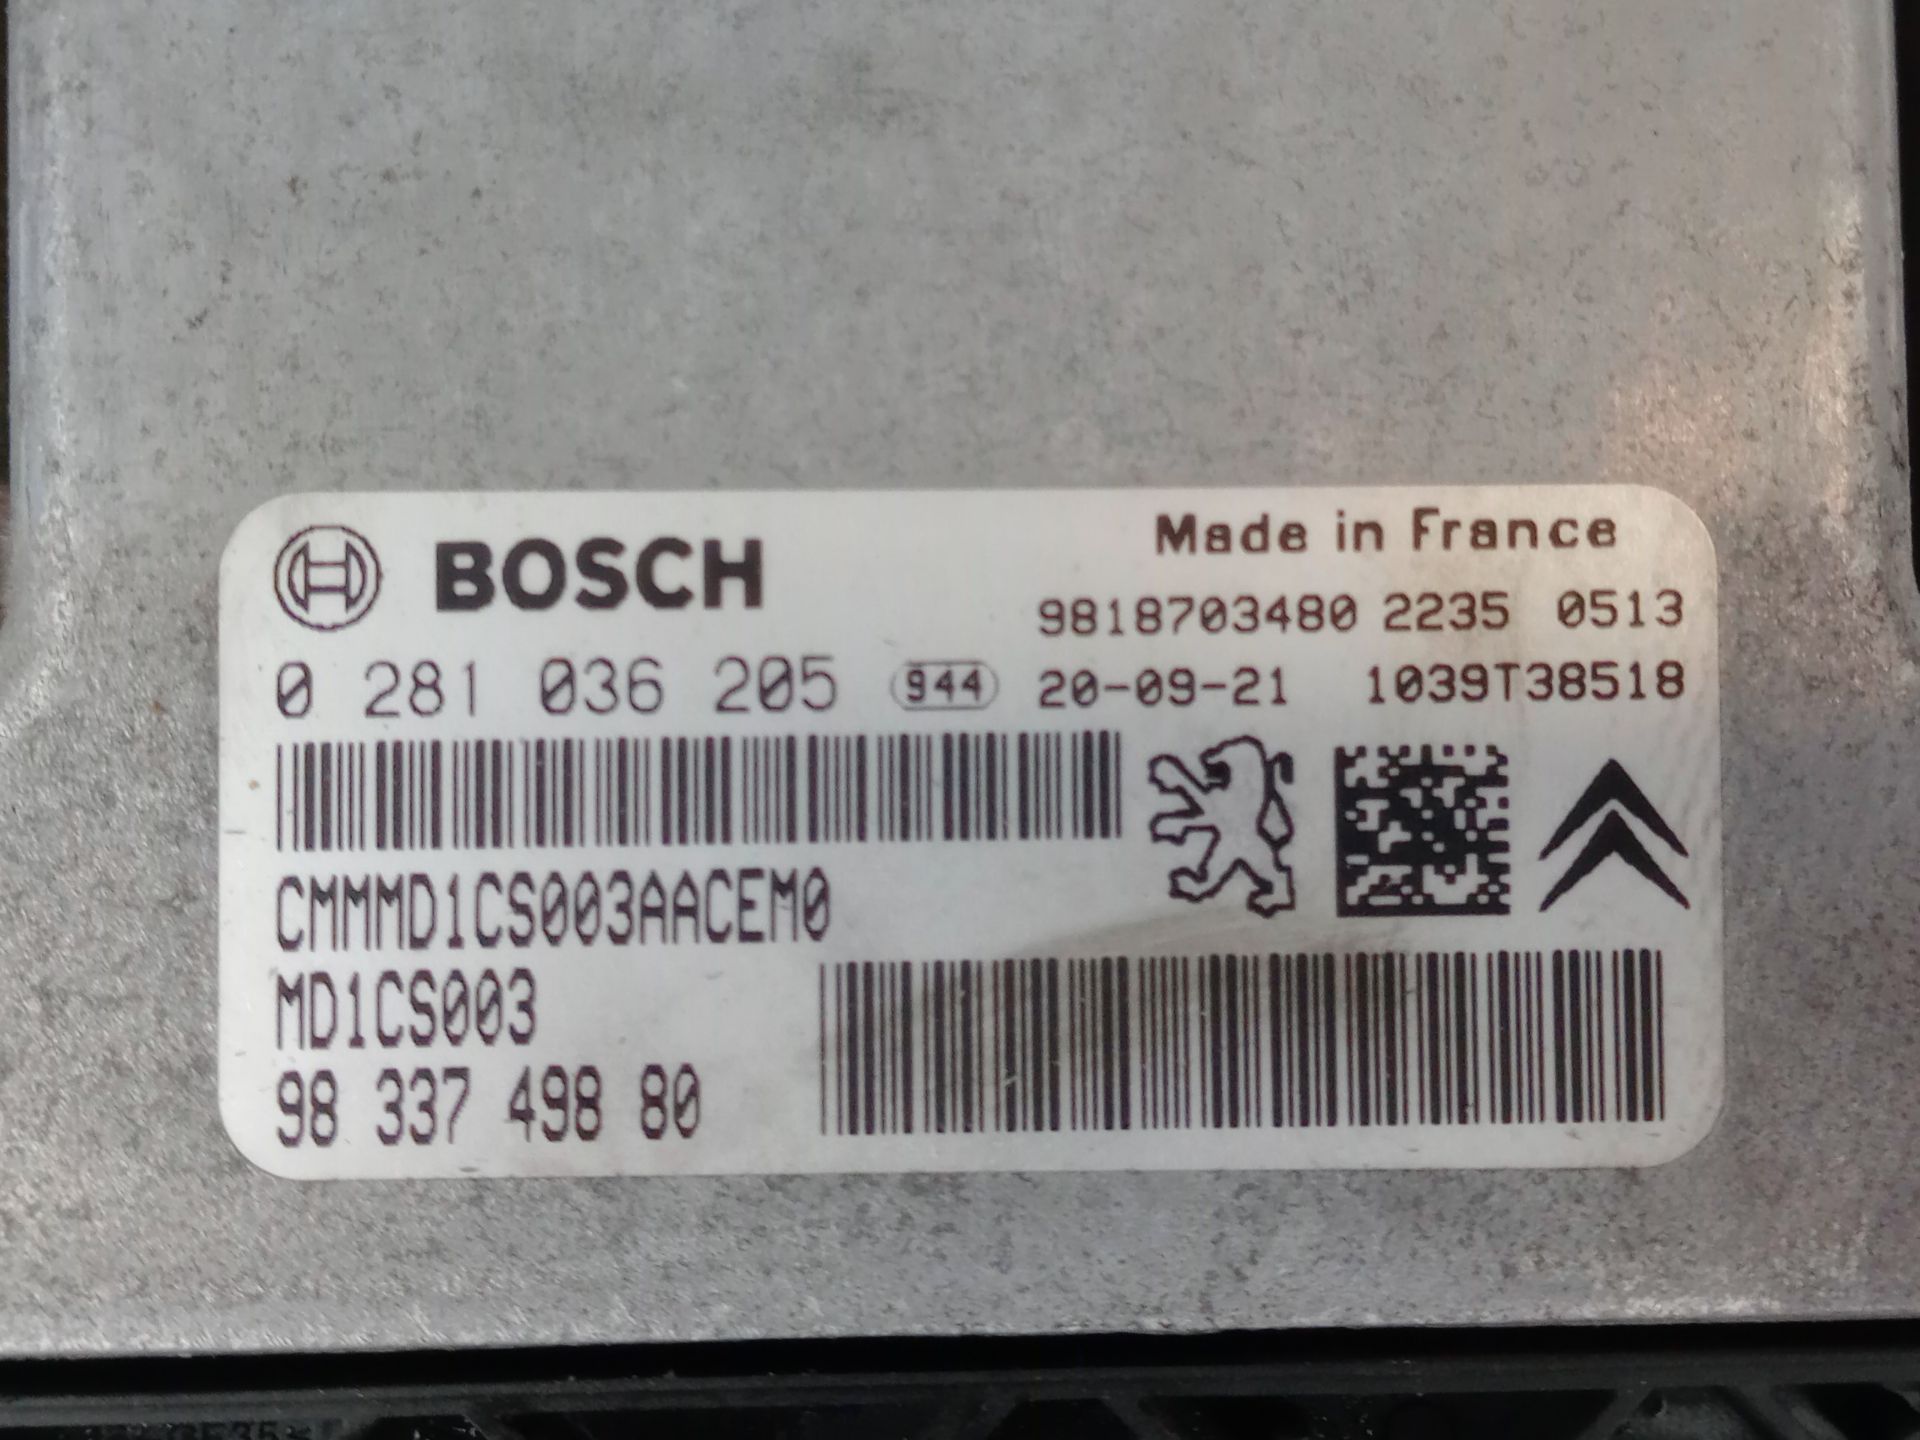 BOSCH
Made in France
9818703480 2235 0513
0 281 036 205 944 20-09-21 1039T38518
CMMMD1CS003AACEM0
MD1CS003
98 337 498 80